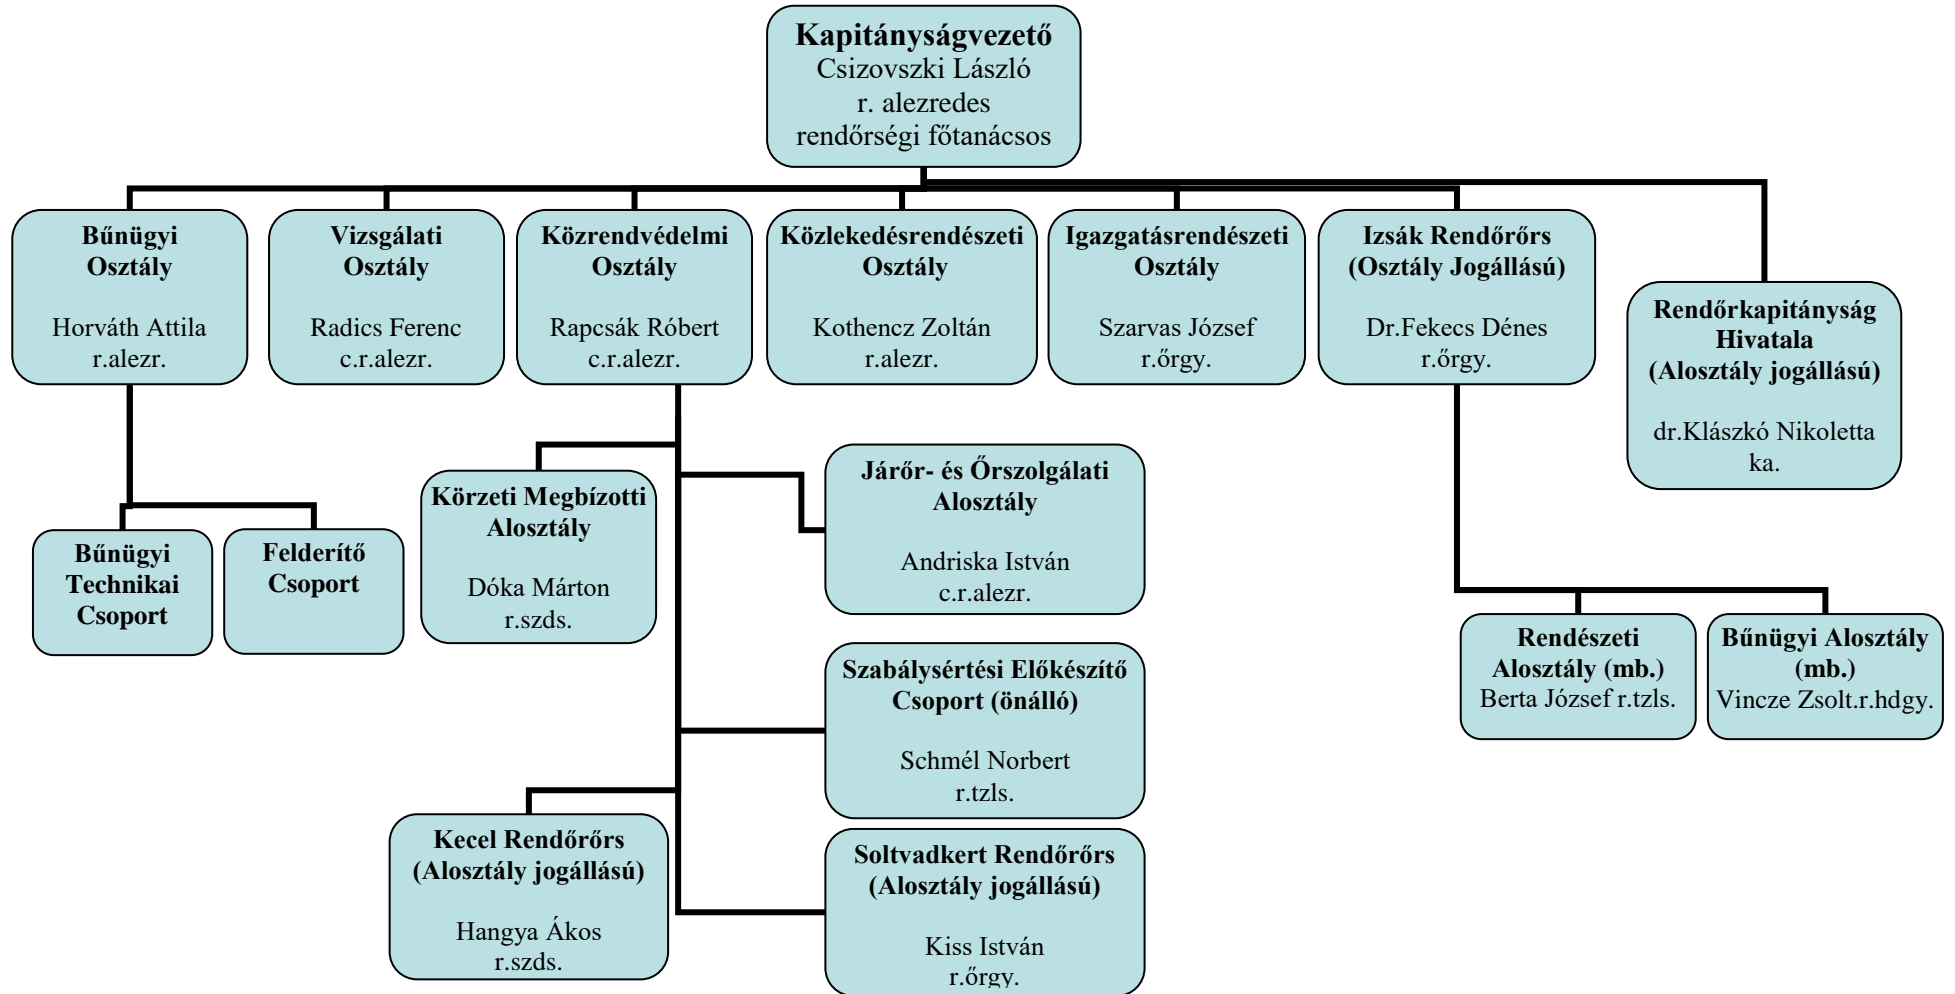 Kapitányságvezető
Csizovszki László
r. alezredes
rendőrségi főtanácsos
Bűnügyi
Osztály
Horváth Attila
r.alezr.
Vizsgálati
Osztály
Radics Ferenc
c.r.alezr.
Közrendvédelmi
Osztály
Rapcsák Róbert
c.r.alezr.
Közlekedésrendészeti
Osztály
Kothencz Zoltán
r.alezr.
Igazgatásrendészeti
Osztály
Szarvas József
r.őrgy.
Izsák Rendőrőrs
(Osztály Jogállású)
Dr.Fekecs Dénes
r.őrgy.
Rendőrkapitányság
Hivatala
(Alosztály jogállású)
dr.Klászkó Nikoletta
ka.
Bűnügyi
Technikai
Csoport
Felderítő
Csoport
Körzeti Megbízotti
Alosztály
Dóka Márton
r.szds.
Járőr- és Őrszolgálati
Alosztály
Andriska István
c.r.alezr.
Szabálysértési Előkészítő
Csoport (önálló)
Schmél Norbert
r.tzls.
Kecel Rendőrőrs
(Alosztály jogállású)
Hangya Ákos
r.szds.
Soltvadkert Rendőrőrs
(Alosztály jogállású)
Kiss István
r.őrgy.
Rendészeti
Alosztály (mb.)
Berta József r.tzls.
Bűnügyi Alosztály
(mb.)
Vincze Zsolt.r.hdgy.